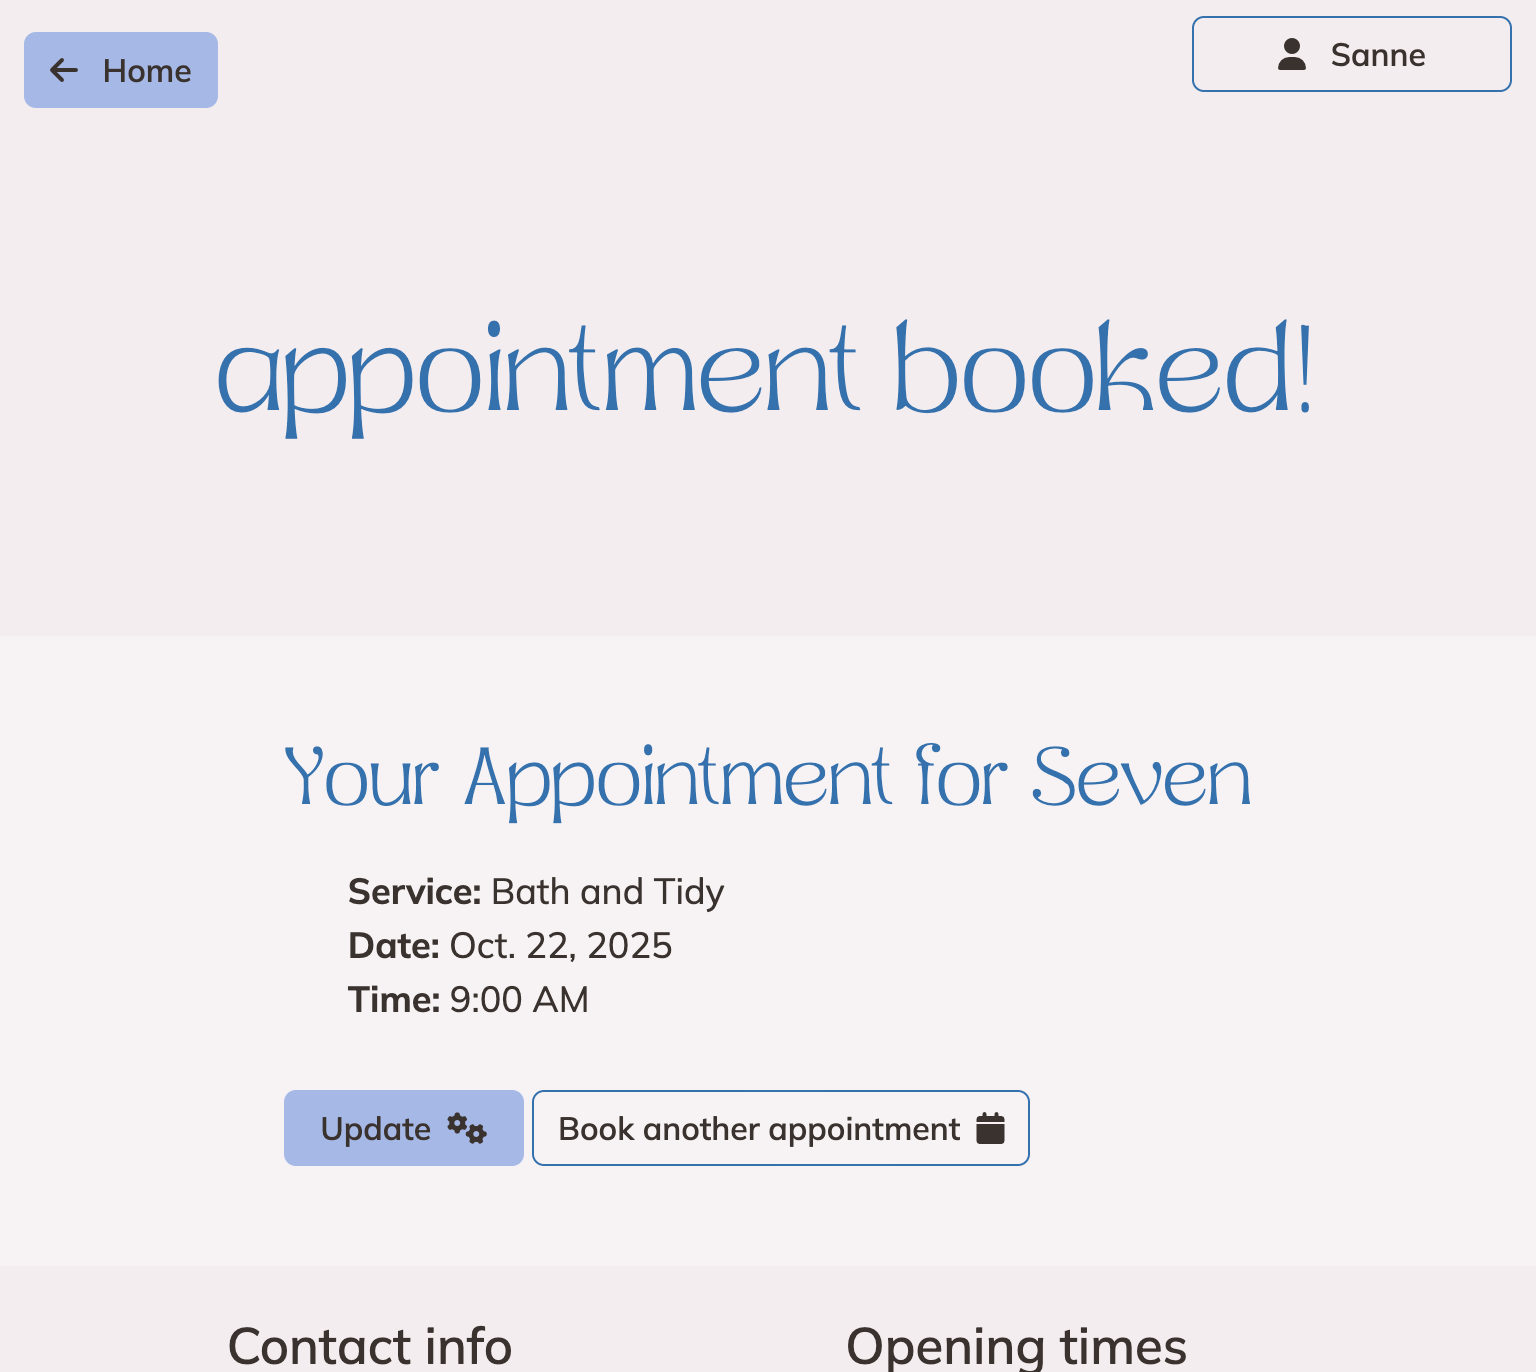 Home
Sanne
appointment booked!
Your Appointment for Seven
Service: Bath and Tidy
Date: Oct. 22, 2025
Time: 9:00 AM
Update
Book another appointment
Contact info
Opening times